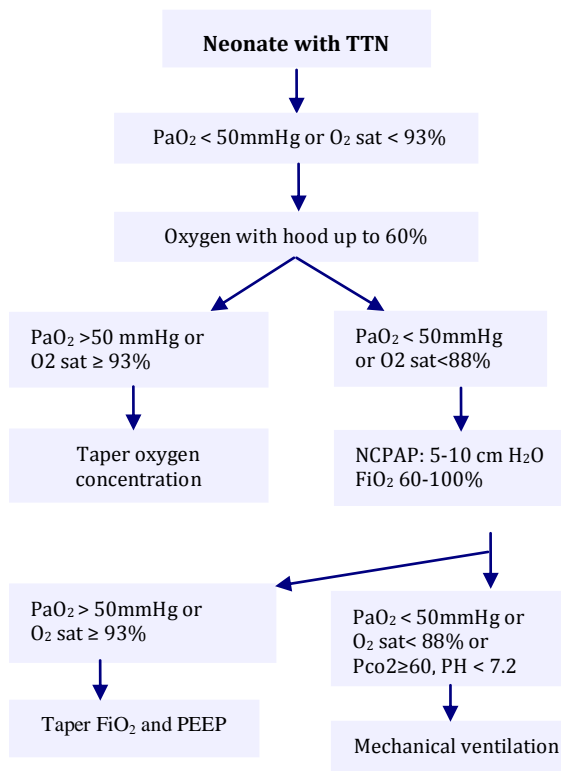 Neonate with TTN
PaO₂ < 50mmHg or O₂ sat < 93%
Oxygen with hood up to 60%
PaO₂ >50 mmHg or
O2 sat ≥ 93%
PaO₂ < 50mmHg
or O2 sat<88%
Taper oxygen
concentration
NCPAP: 5-10 cm H₂O
FiO₂ 60-100%
PaO₂ > 50mmHg or
O₂ sat ≥ 93%
PaO₂ < 50mmHg or
O₂ sat< 88% or
Pco2≥60, PH < 7.2
Taper FiO₂ and PEEP
Mechanical ventilation